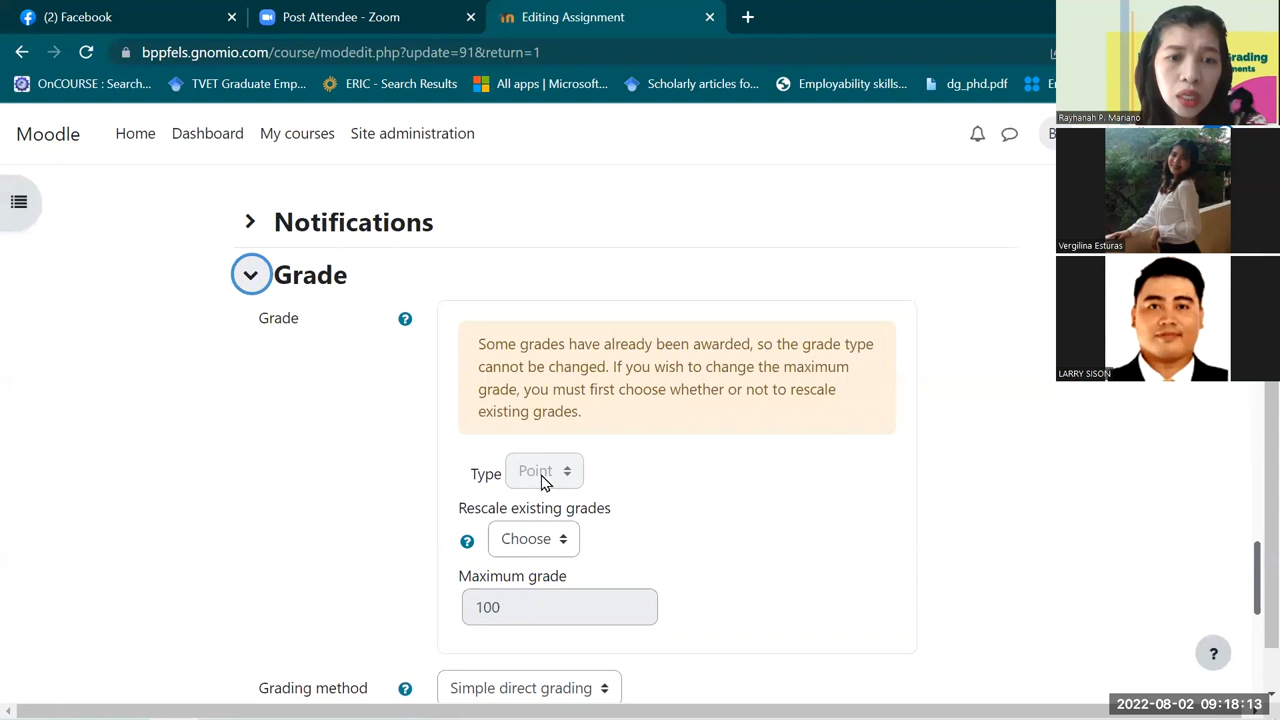 (2) Facebook
Post Attendee - Zoom
Editing Assignment
bppfels.gnomio.com/course/modedit.php?update=91&return=1
OnCOURSE : Search...
TVET Graduate Emp...
ERIC - Search Results
All apps | Microsoft...
Scholarly articles fo...
Employability skills...
dg_phd.pdf
Moodle
Home
Dashboard
My courses
Site administration
Notifications
Grade
Grade
Some grades have already been awarded, so the grade type
cannot be changed. If you wish to change the maximum
grade, you must first choose whether or not to rescale
existing grades.
Type
Point
Rescale existing grades
Choose
Maximum grade
100
Grading method
Simple direct grading
Rayhanah P. Mariano
Vergilina Esturas
LARRY SISON
2022-08-02 09:18:13